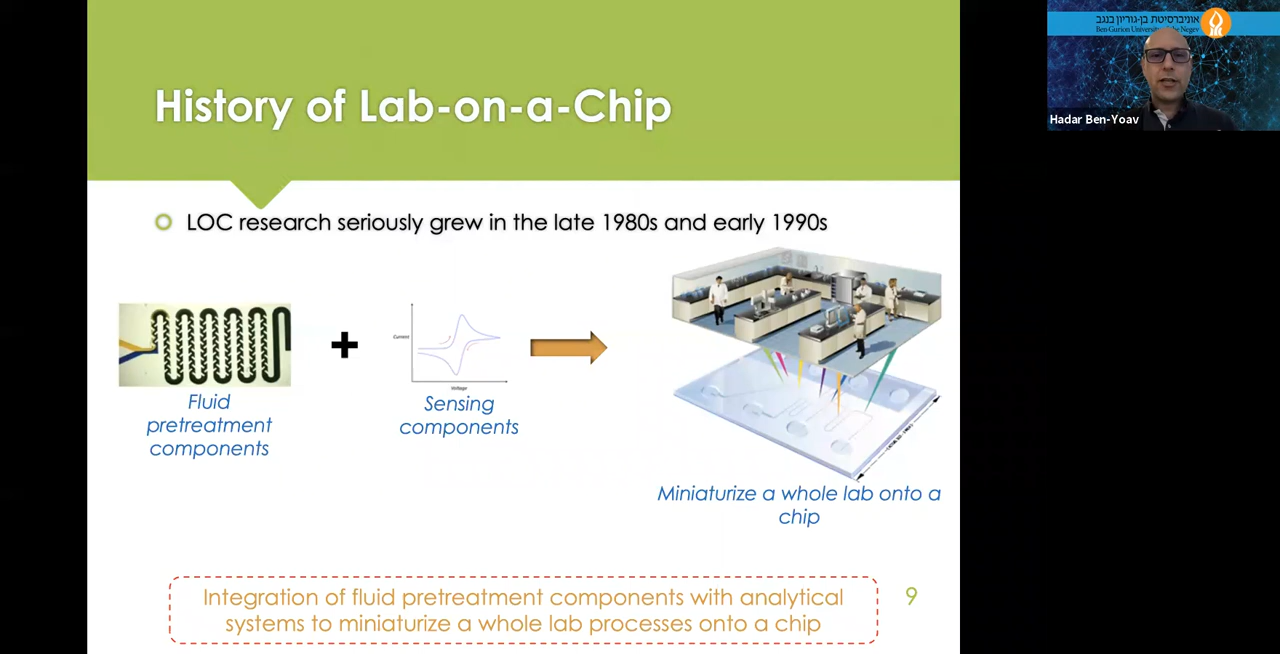 History of Lab-on-a-Chip
LOC research seriously grew in the late 1980s and early 1990s
Current
Voltage
Fluid
pretreatment
components
Sensing
components
Miniaturize a whole lab onto a
chip
Integration of fluid pretreatment components with analytical
systems to miniaturize a whole lab processes onto a chip
9
אוניברסיטת בן-גוריון בנגב
Ben-Gurion University of the Negev
Hadar Ben-Yoav